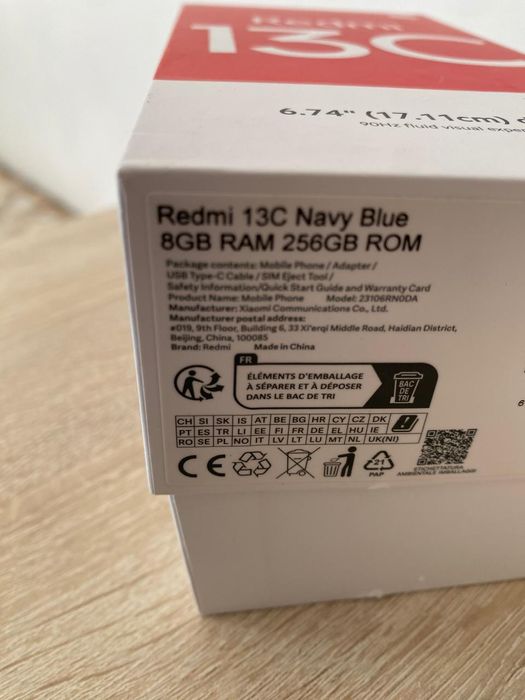 Redmi
13C
6.74" (17.11cm)
90Hz fluid visual
Redmi 13C Navy Blue
8GB RAM 256GB ROM
Package contents: Mobile Phone / Adapter /
USB Type-C Cable / SIM Eject Tool /
Safety Information/Quick Start Guide and Warranty Card
Product Name: Mobile Phone Model: 23106RN0DA
Manufacturer: Xiaomi Communications Co., Ltd.
Manufacturer postal address:
#019, 9th Floor, Building 6, 33 Xi'erqi Middle Road, Haidian District,
Beijing, China, 100085
Brand: Redmi Made in China
FR
ÉLÉMENTS D'EMBALLAGE
À SÉPARER ET À DÉPOSER
DANS LE BAC DE TRI
BAC
DE
TRI
CH SI SK IS AT BE BG HR CY CZ DK
PT ES TR LI EE FI FR DE EL HU IE
RO SE PL NO IT LV LT LU MT NL UK(NI)
CE
21
PAP
ETICHETTATURA
AMBIENTALE IMBALLAGGI